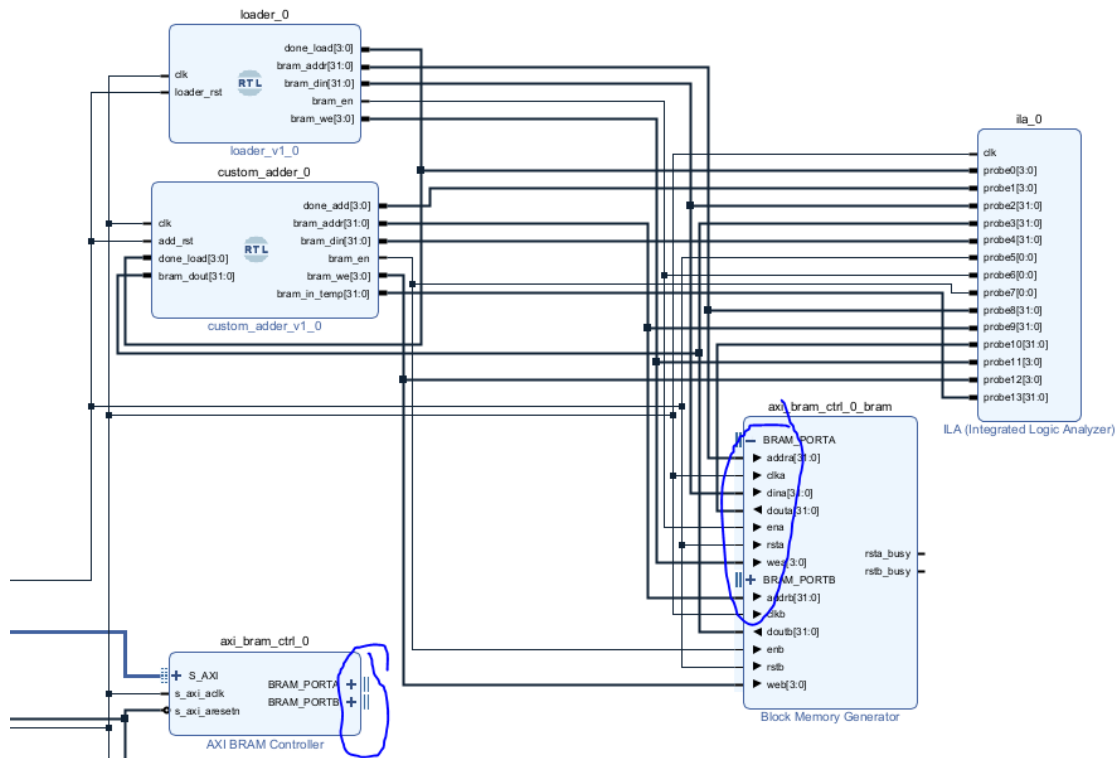 loader_0
done_load[3:0]
bram_addr[31:0]
clk
bram_din[31:0]
loader_rst
RTL
bram_en
bram_we[3:0]
loader_v1_0
custom_adder_0
done_add[3:0]
clk
bram_addr[31:0]
add_rst
bram_din[31:0]
RTL
done_load[3:0]
bram_en
bram_dout[31:0]
bram_we[3:0]
bram_in_temp[31:0]
custom_adder_v1_0
ila_0
clk
probe0[3:0]
probe1[3:0]
probe2[31:0]
probe3[31:0]
probe4[31:0]
probe5[0:0]
probe6[0:0]
probe7[0:0]
probe8[31:0]
probe9[31:0]
probe10[31:0]
probe11[3:0]
probe12[3:0]
probe13[31:0]
ILA (Integrated Logic Analyzer)
axi_bram_ctrl_0_bram
BRAM_PORTA
addra[31:0]
clka
dina[31:0]
douta[31:0]
ena
rsta
wea[3:0]
BRAM_PORTB
addrb[31:0]
clkb
doutb[31:0]
enb
rstb
web[3:0]
rsta_busy
rstb_busy
Block Memory Generator
axi_bram_ctrl_0
S_AXI
BRAM_PORTA
s_axi_aclk
BRAM_PORTB
s_axi_aresetn
AXI BRAM Controller